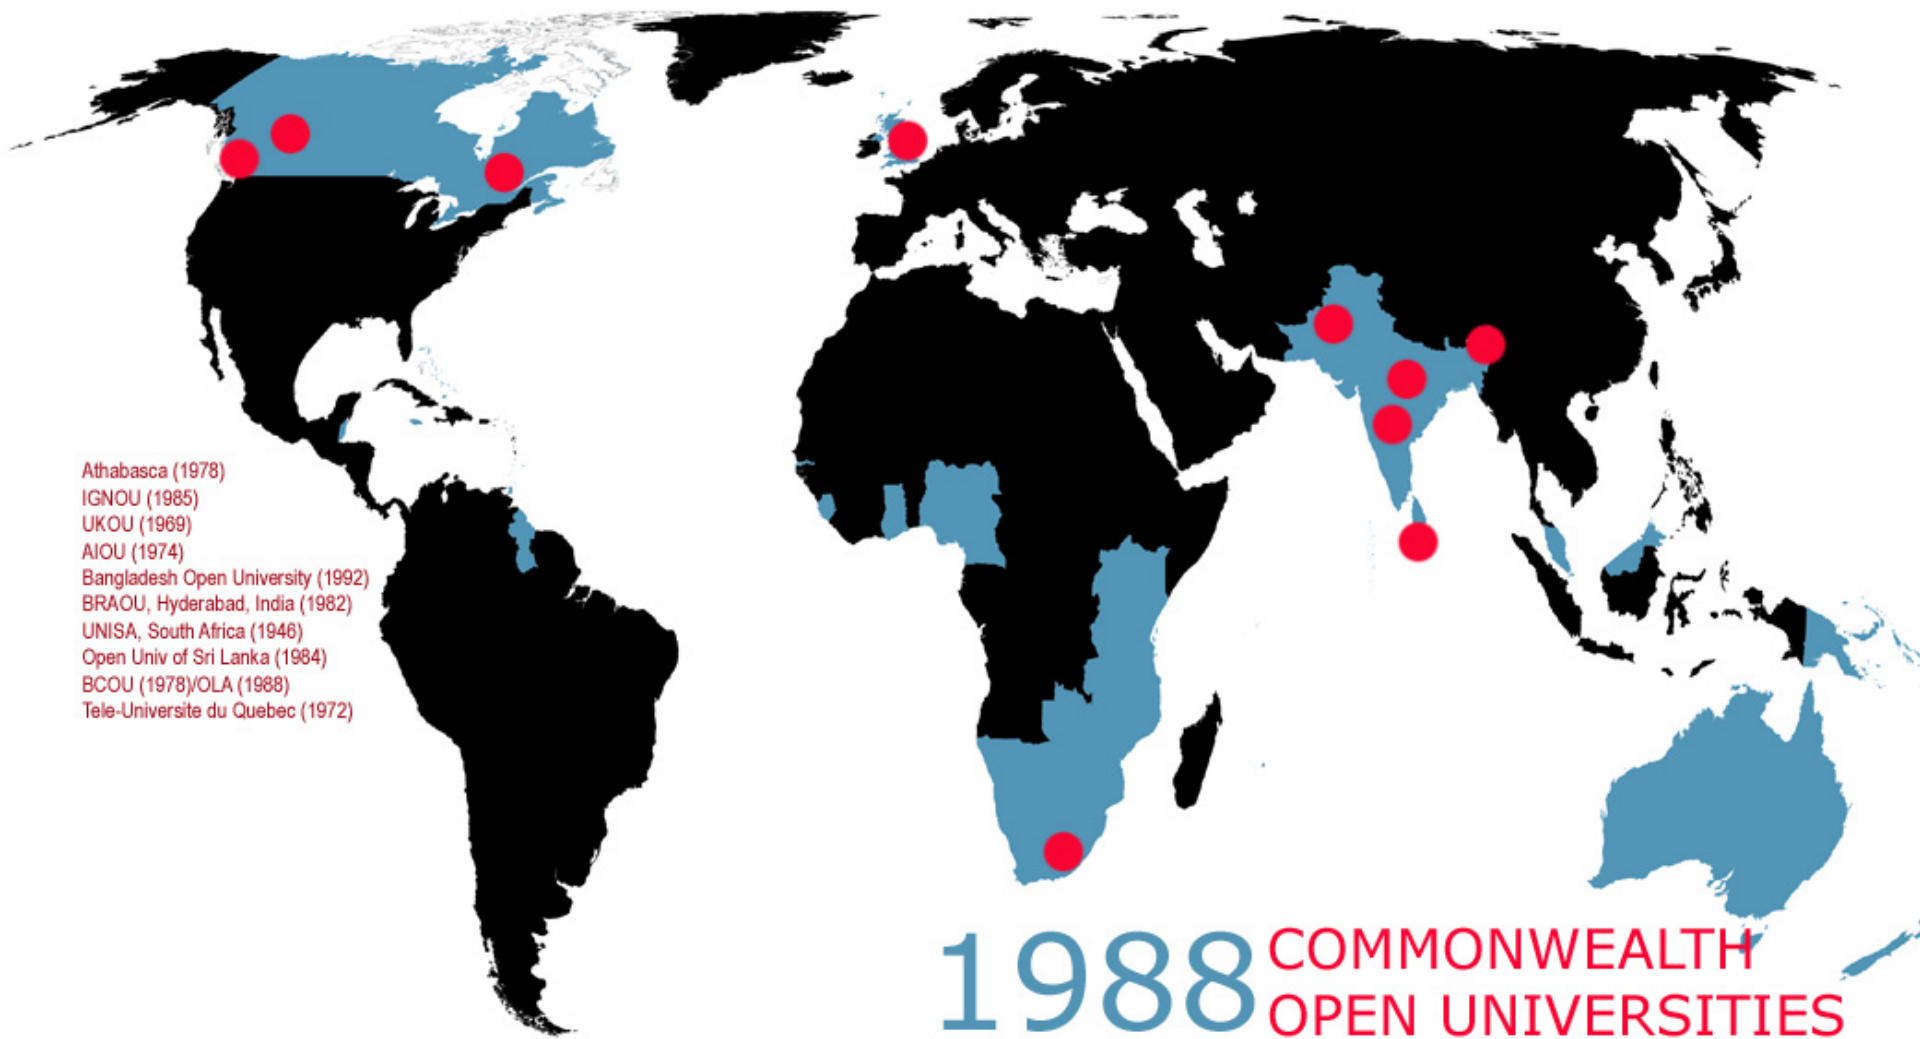 Athabasca (1978)
IGNOU (1985)
UKOU (1969)
AIOU (1974)
Bangladesh Open University (1992)
BRAOU, Hyderabad, India (1982)
UNISA, South Africa (1946)
Open Univ of Sri Lanka (1984)
BCOU (1978)/OLA (1988)
Tele-Universite du Quebec (1972)
1988 COMMONWEALTH
OPEN UNIVERSITIES